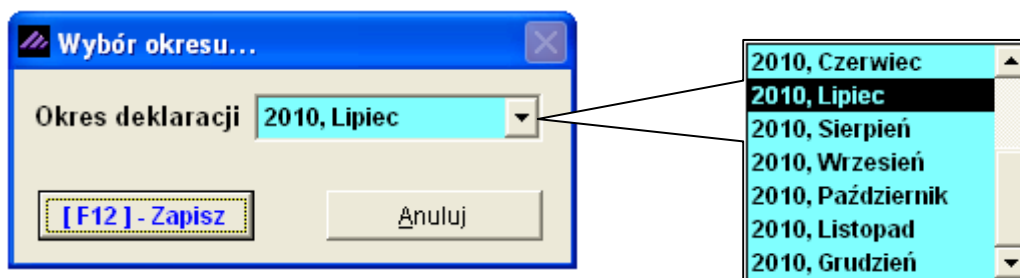 Wybór okresu...
Okres deklaracji 2010, Lipiec
[ F12 ] - Zapisz Anuluj
2010, Czerwiec
2010, Lipiec
2010, Sierpień
2010, Wrzesień
2010, Październik
2010, Listopad
2010, Grudzień